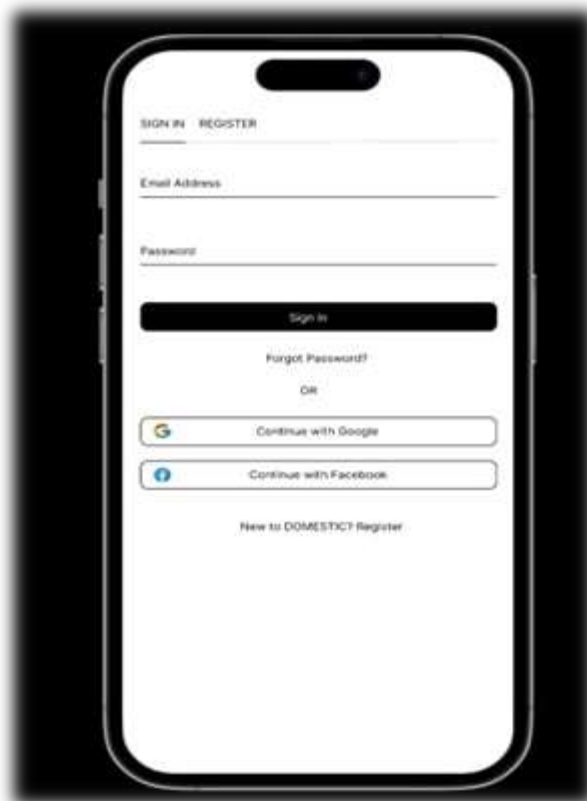 SIGN IN REGISTER
Email Address
Password
Sign In
Forgot Password?
OR
Continue with Google
Continue with Facebook
New to DOMESTIC? Register